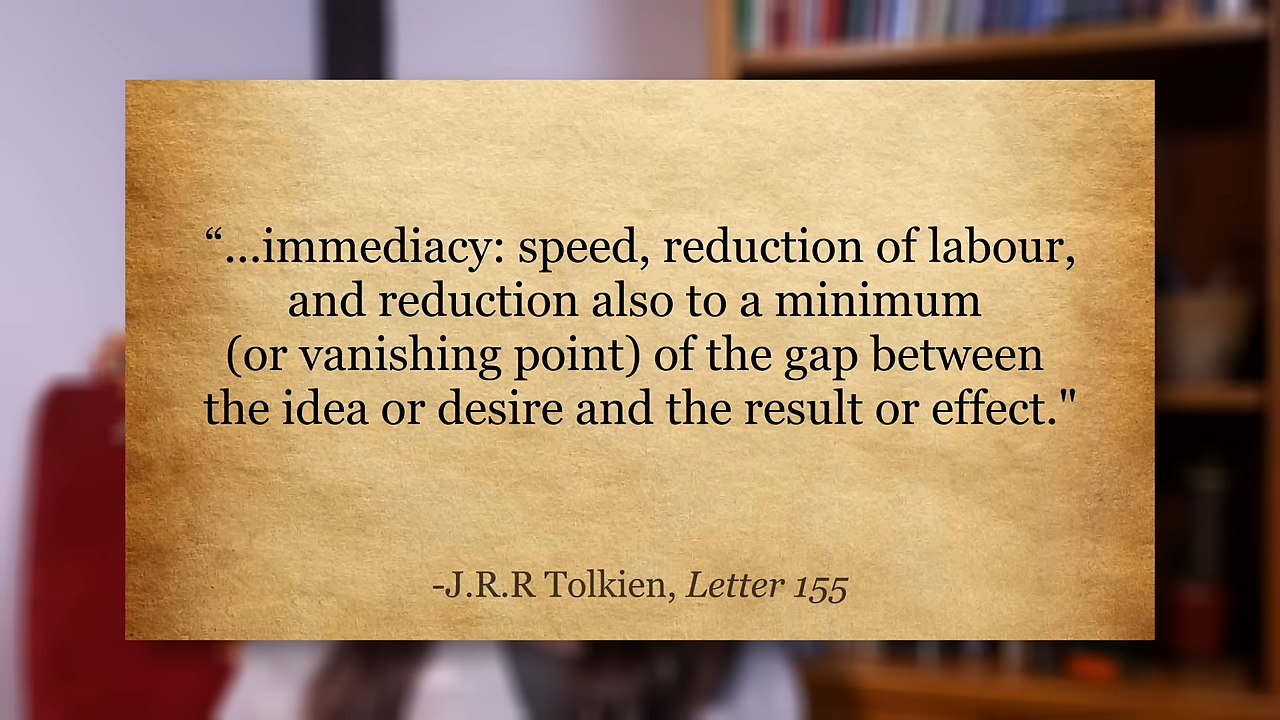 “...immediacy: speed, reduction of labour,
and reduction also to a minimum
(or vanishing point) of the gap between
the idea or desire and the result or effect."
-J.R.R Tolkien, Letter 155